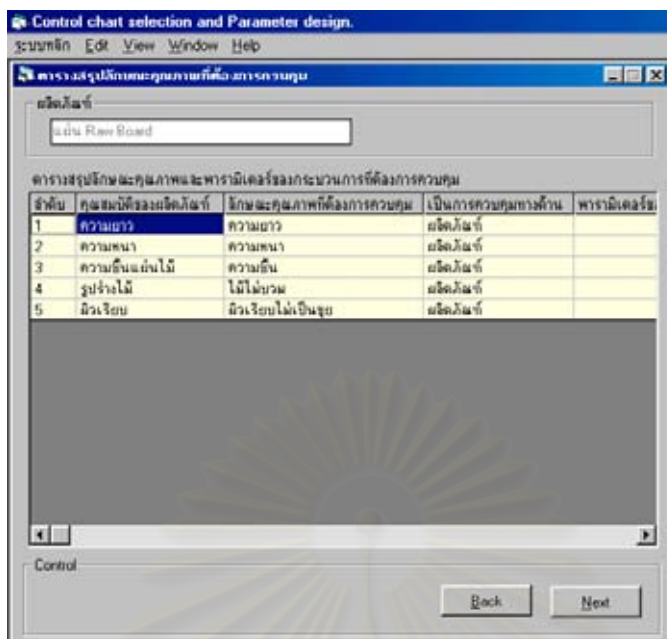 Control chart selection and Parameter design.
ระบบหลัก Edit View Window Help
ตารางสรุปลักษณะคุณภาพที่ต้องการควบคุม
ผลิตภัณฑ์
แผ่น Raw Board
ตารางสรุปลักษณะคุณภาพและพารามิเตอร์ของกระบวนการที่ต้องการควบคุม
ลำดับ คุณสมบัติของผลิตภัณฑ์ ลักษณะคุณภาพที่ต้องการควบคุม เป็นการควบคุมทางด้าน พารามิเตอร์ข
1 ความยาว ความยาว ผลิตภัณฑ์
2 ความหนา ความหนา ผลิตภัณฑ์
3 ความชื้นแผ่นไม้ ความชื้น ผลิตภัณฑ์
4 รูปร่างไม้ ไม้ไม่บวม ผลิตภัณฑ์
5 ผิวเรียบ ผิวเรียบไม่เป็นขุย ผลิตภัณฑ์
Control
Back Next